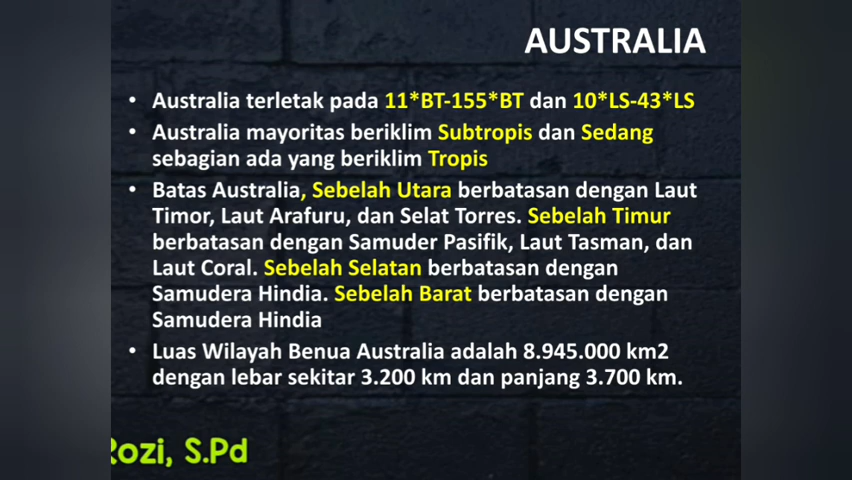 AUSTRALIA
• Australia terletak pada 11*BT-155*BT dan 10*LS-43*LS
• Australia mayoritas beriklim Subtropis dan Sedang
sebagian ada yang beriklim Tropis
• Batas Australia, Sebelah Utara berbatasan dengan Laut
Timor, Laut Arafuru, dan Selat Torres. Sebelah Timur
berbatasan dengan Samuder Pasifik, Laut Tasman, dan
Laut Coral. Sebelah Selatan berbatasan dengan
Samudera Hindia. Sebelah Barat berbatasan dengan
Samudera Hindia
• Luas Wilayah Benua Australia adalah 8.945.000 km2
dengan lebar sekitar 3.200 km dan panjang 3.700 km.
Rozi, S.Pd